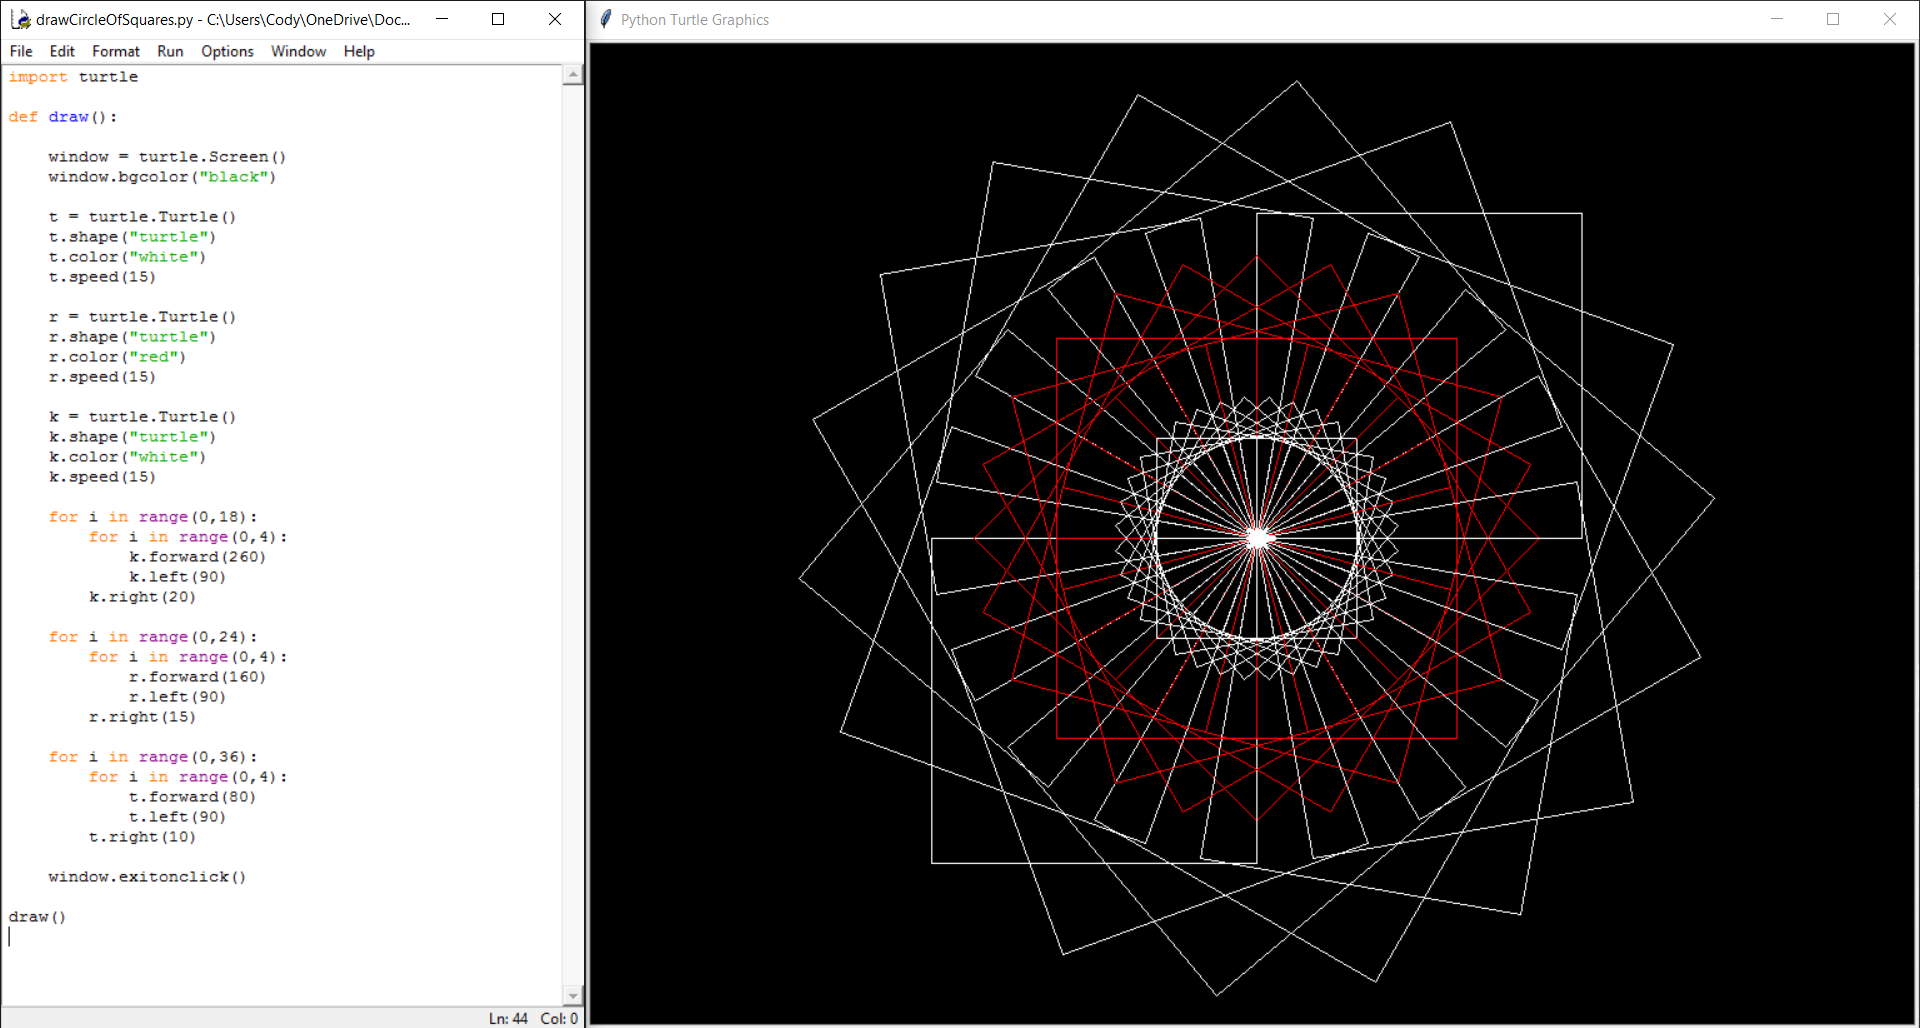 drawCircleOfSquares.py - C:\Users\Cody\OneDrive\Doc...
File Edit Format Run Options Window Help
import turtle
def draw():
    window = turtle.Screen()
    window.bgcolor("black")
    t = turtle.Turtle()
    t.shape("turtle")
    t.color("white")
    t.speed(15)
    r = turtle.Turtle()
    r.shape("turtle")
    r.color("red")
    r.speed(15)
    k = turtle.Turtle()
    k.shape("turtle")
    k.color("white")
    k.speed(15)
    for i in range(0,18):
        for i in range(0,4):
            k.forward(260)
            k.left(90)
        k.right(20)
    for i in range(0,24):
        for i in range(0,4):
            r.forward(160)
            r.left(90)
        r.right(15)
    for i in range(0,36):
        for i in range(0,4):
            t.forward(80)
            t.left(90)
        t.right(10)
    window.exitonclick()
draw()
Ln: 44 Col: 0
Python Turtle Graphics